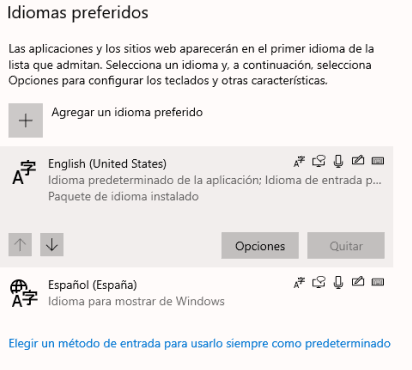 Idiomas preferidos
Las aplicaciones y los sitios web aparecerán en el primer idioma de la
lista que admitan. Selecciona un idioma y, a continuación, selecciona
Opciones para configurar los teclados y otras características.
Agregar un idioma preferido
English (United States)
Idioma predeterminado de la aplicación; Idioma de entrada p...
Paquete de idioma instalado
Opciones
Quitar
Español (España)
Idioma para mostrar de Windows
Elegir un método de entrada para usarlo siempre como predeterminado